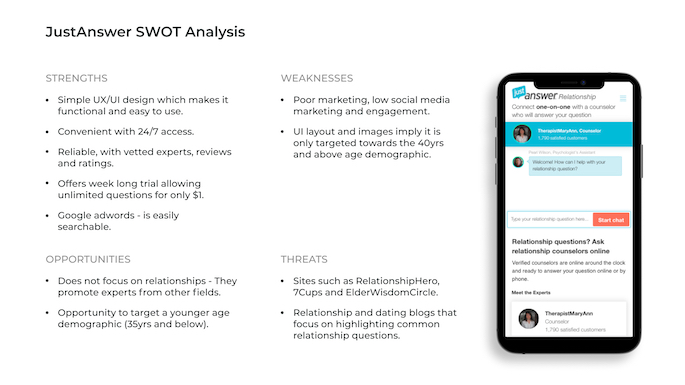 JustAnswer SWOT Analysis
STRENGTHS
• Simple UX/UI design which makes it
functional and easy to use.
• Convenient with 24/7 access.
• Reliable, with vetted experts, reviews
and ratings.
• Offers week long trial allowing
unlimited questions for only $1.
• Google adwords - is easily
searchable.
WEAKNESSES
• Poor marketing, low social media
marketing and engagement.
• UI layout and images imply it is
only targeted towards the 40yrs
and above age demographic.
OPPORTUNITIES
• Does not focus on relationships - They
promote experts from other fields.
• Opportunity to target a younger age
demographic (35yrs and below).
THREATS
• Sites such as RelationshipHero,
7Cups and ElderWisdomCircle.
• Relationship and dating blogs that
focus on highlighting common
relationship questions.
Just
answer Relationship
Connect one-on-one with a counselor
who will answer your question
TherapistMaryAnn, Counselor
1,790 satisfied customers
Welcome! How can I help with your
relationship question?
Type your relationship question here...
Start chat
Relationship questions? Ask
relationship counselors online
Verified counselors are online around the clock
and ready to answer your question online or by
phone.
Meet the Experts
TherapistMaryAnn
Counselor
1,790 satisfied customers